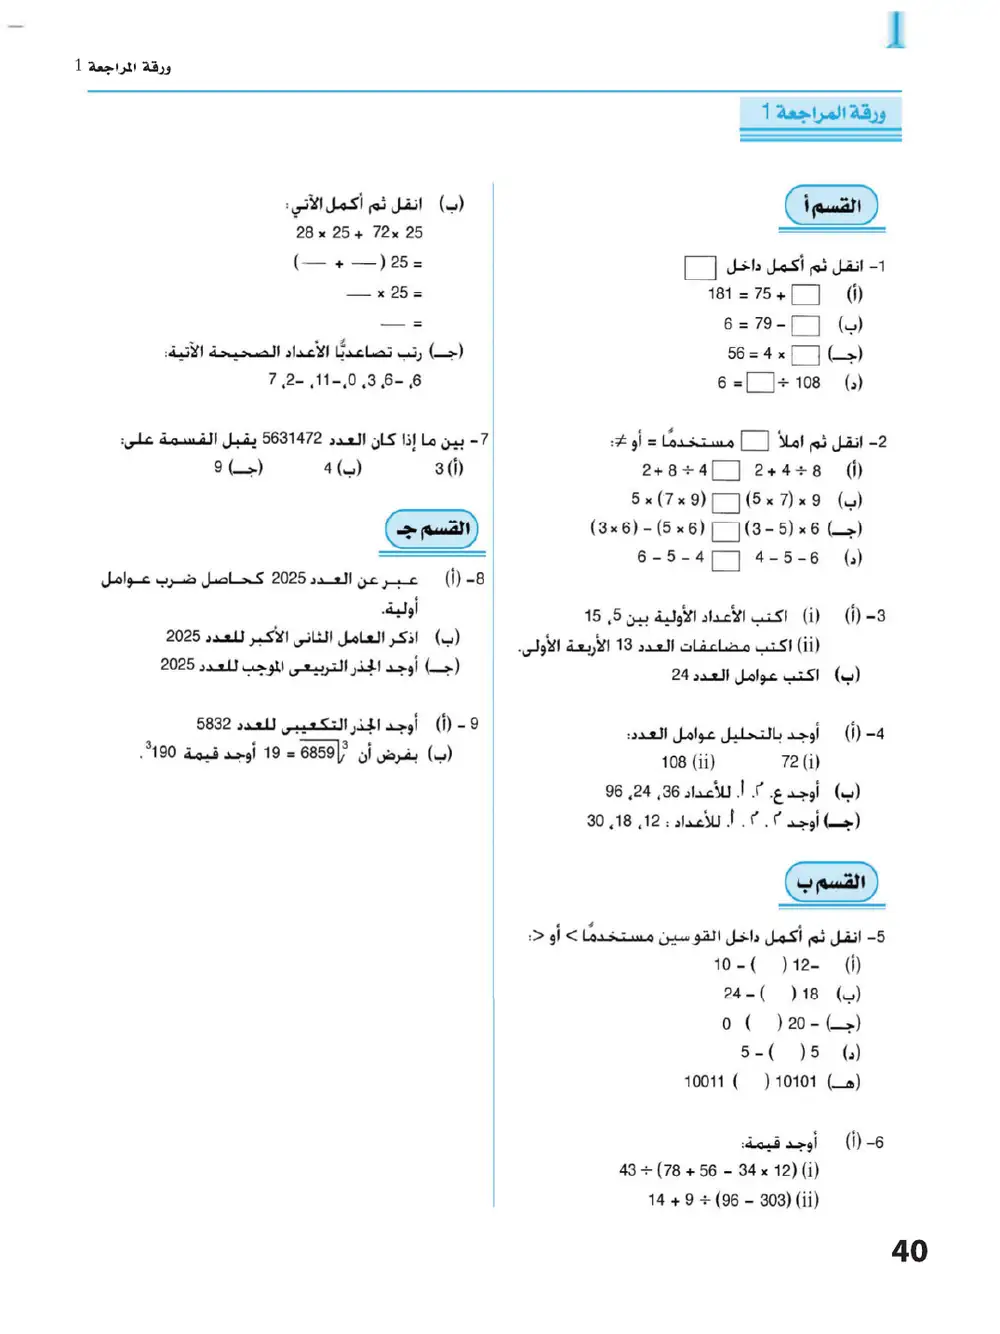 ورقة المراجعة 1
ورقة المراجعة 1
القسم أ
1- انقل ثم أكمل داخل □
(أ) □ + 75 = 181
(ب) □ – 79 = 6
(جـ) □ × 4 = 56
(د) 108 ÷ □ = 6
2- انقل ثم املأ □ مستخدمًا = أو ≠:
(أ) 8 ÷ 4 + 2 □ 4 ÷ 8 + 2
(ب) 9 × (7 × 5) □ (9 × 7) × 5
(جـ) 6 × (5 – 3) □ (6 × 5) – (6 × 3)
(د) 6 – 5 – 4 □ 4 – 5 – 6
3- (أ) (i) اكتب الأعداد الأولية بين 5، 15
(ii) اكتب مضاعفات العدد 13 الأربعة الأولى.
(ب) اكتب عوامل العدد 24
4- (أ) أوجد بالتحليل عوامل العدد:
(i) 72 (ii) 108
(ب) أوجد ع. م. أ. للأعداد 36، 24، 96
(جـ) أوجد م. م. أ. للأعداد : 12، 18، 30
القسم ب
5- انقل ثم أكمل داخل القوسين مستخدمًا > أو <:
(أ) –12 ( ) – 10
(ب) 18 ( ) – 24
(جـ) – 20 ( ) 0
(د) 5 ( ) – 5
(هـ) 10101 ( ) 10011
6- (أ) أوجد قيمة:
(i) (12 × 34 – 56 + 78) ÷ 43
(ii) (303 – 96) ÷ 9 + 14
(ب) انقل ثم أكمل الآتي:
25 × 72 + 25 × 28
= 25 ( — + — )
= 25 × —
= —
(جـ) رتب تصاعديًّا الأعداد الصحيحة الآتية:
6، –6، 3، 0، –11، –2، 7
7- بين ما إذا كان العدد 5631472 يقبل القسمة على:
(أ) 3 (ب) 4 (جـ) 9
القسم جـ
8- (أ) عبر عن العدد 2025 كحاصل ضرب عوامل
أولية.
(ب) اذكر العامل الثاني الأكبر للعدد 2025
(جـ) أوجد الجذر التربيعى الموجب للعدد 2025
9 - (أ) أوجد الجذر التكعيبى للعدد 5832
(ب) بفرض أن ∛6859 = 19 أوجد قيمة 190³ .
40